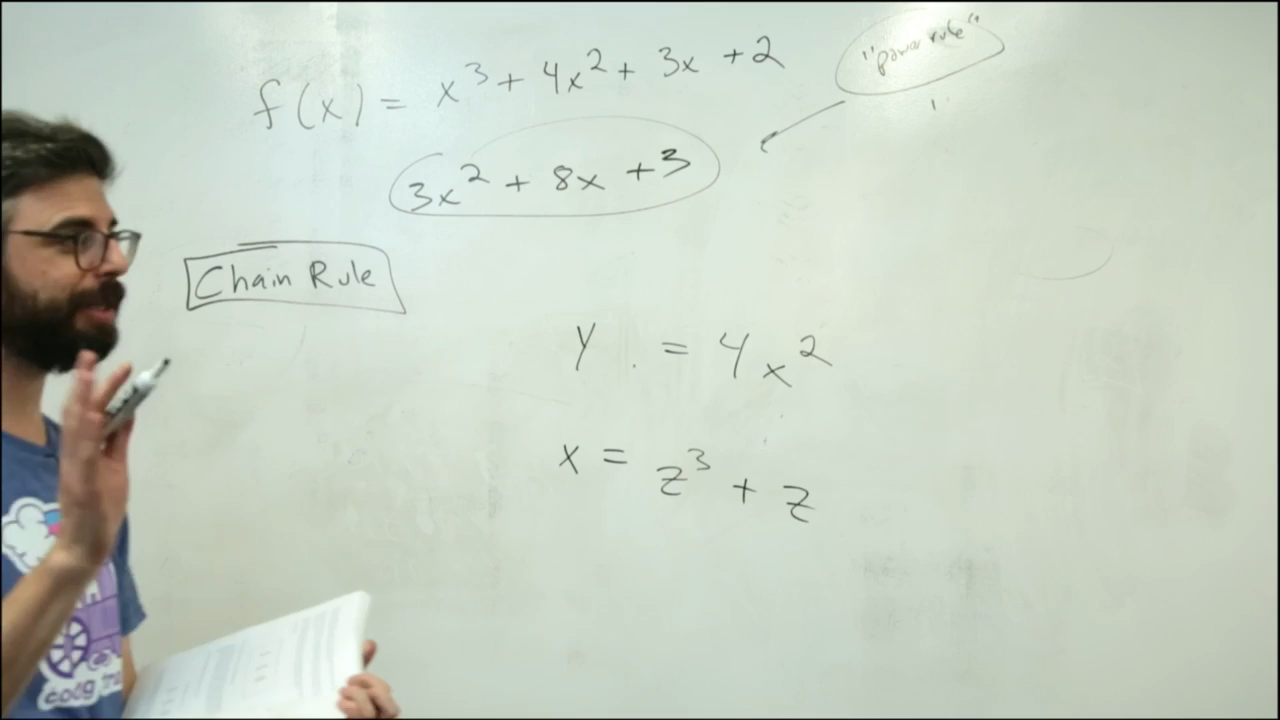 f(x) = x³ + 4x² + 3x + 2
"power rule"
3x² + 8x + 3
Chain Rule
y = 4x²
x = z³ + z